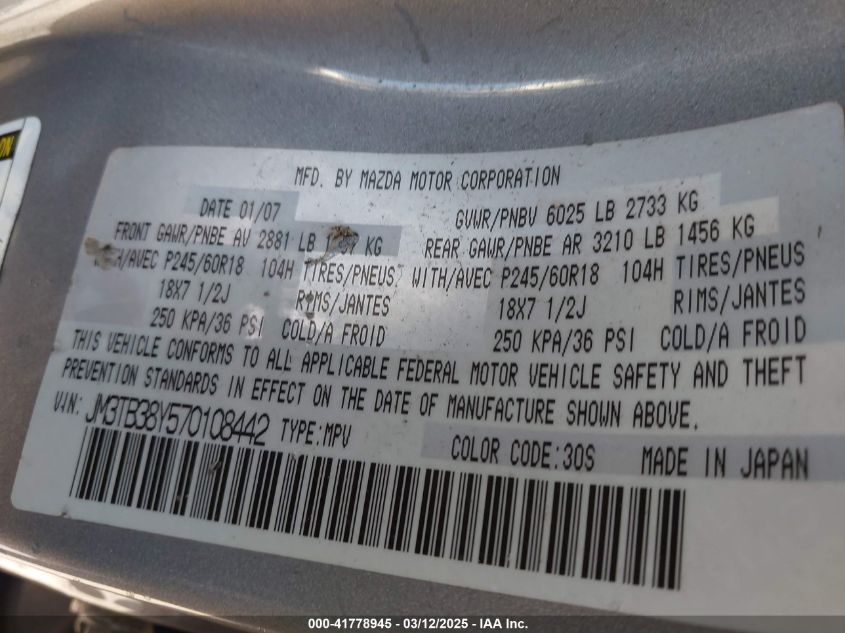 ON
MFD. BY MAZDA MOTOR CORPORATION
DATE 01/07 GVWR/PNBV 6025 LB 2733 KG
FRONT GAWR/PNBE AV 2881 LB KG REAR GAWR/PNBE AR 3210 LB 1456 KG
WITH/AVEC P245/60R18 104H TIRES/PNEUS WITH/AVEC P245/60R18 104H TIRES/PNEUS
18X7 1/2J RIMS/JANTES 18X7 1/2J RIMS/JANTES
250 KPA/36 PSI COLD/A FROID 250 KPA/36 PSI COLD/A FROID
THIS VEHICLE CONFORMS TO ALL APPLICABLE FEDERAL MOTOR VEHICLE SAFETY AND THEFT
PREVENTION STANDARDS IN EFFECT ON THE DATE OF MANUFACTURE SHOWN ABOVE.
VIN: JM3TB38Y570108442 TYPE:MPV COLOR CODE:30S MADE IN JAPAN
000-41778945 - 03/12/2025 - IAA Inc.